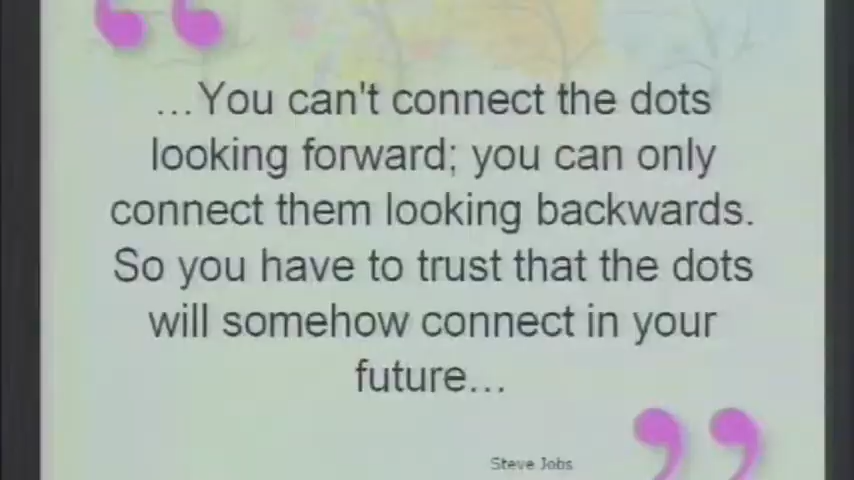 …You can't connect the dots
looking forward; you can only
connect them looking backwards.
So you have to trust that the dots
will somehow connect in your
future…
Steve Jobs